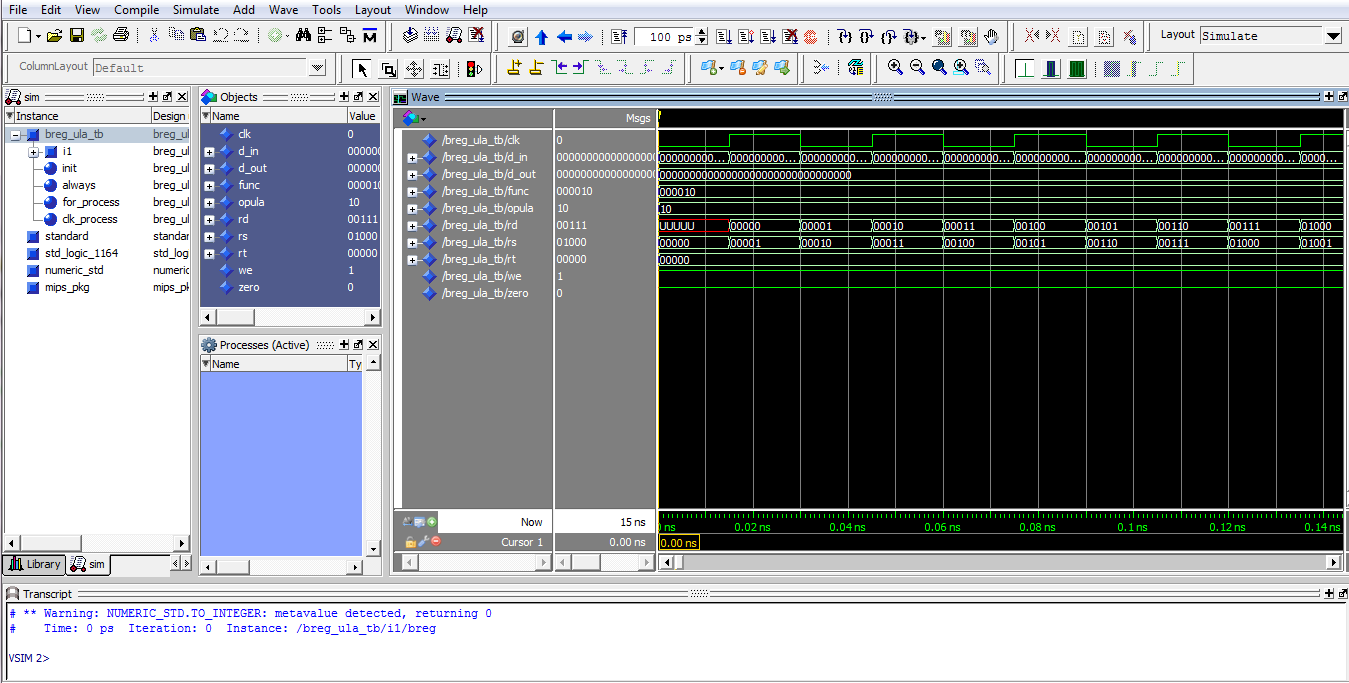 File Edit View Compile Simulate Add Wave Tools Layout Window Help
100 ps
Layout Simulate
ColumnLayout Default
sim
Instance Design
breg_ula_tb breg_ul
i1 breg_ul
init breg_ul
always breg_ul
for_process breg_ul
clk_process breg_ul
standard standar
std_logic_1164 std_log
numeric_std numeric
mips_pkg mips_pk
Library sim
Objects
Name Value
clk 0
d_in 000000
d_out 000000
func 000010
opula 10
rd 00111
rs 01000
rt 00000
we 1
zero 0
Processes (Active)
Name Ty
Wave
Msgs
/breg_ula_tb/clk 0
/breg_ula_tb/d_in 00000000000000000 000000000... 000000000... 000000000... 000000000... 000000000... 000000000... 000000000... 000000000... 000000000... 0000...
/breg_ula_tb/d_out 00000000000000000 00000000000000000000000000000000
/breg_ula_tb/func 000010 000010
/breg_ula_tb/opula 10 10
/breg_ula_tb/rd 00111 UUUUU 00000 00001 00010 00011 00100 00101 00110 00111 01000
/breg_ula_tb/rs 01000 00000 00001 00010 00011 00100 00101 00110 00111 01000 01001
/breg_ula_tb/rt 00000 00000
/breg_ula_tb/we 1
/breg_ula_tb/zero 0
Now 15 ns ns 0.02 ns 0.04 ns 0.06 ns 0.08 ns 0.1 ns 0.12 ns 0.14 ns
Cursor 1 0.00 ns 0.00 ns
Transcript
# ** Warning: NUMERIC_STD.TO_INTEGER: metavalue detected, returning 0
# Time: 0 ps Iteration: 0 Instance: /breg_ula_tb/i1/breg
VSIM 2>